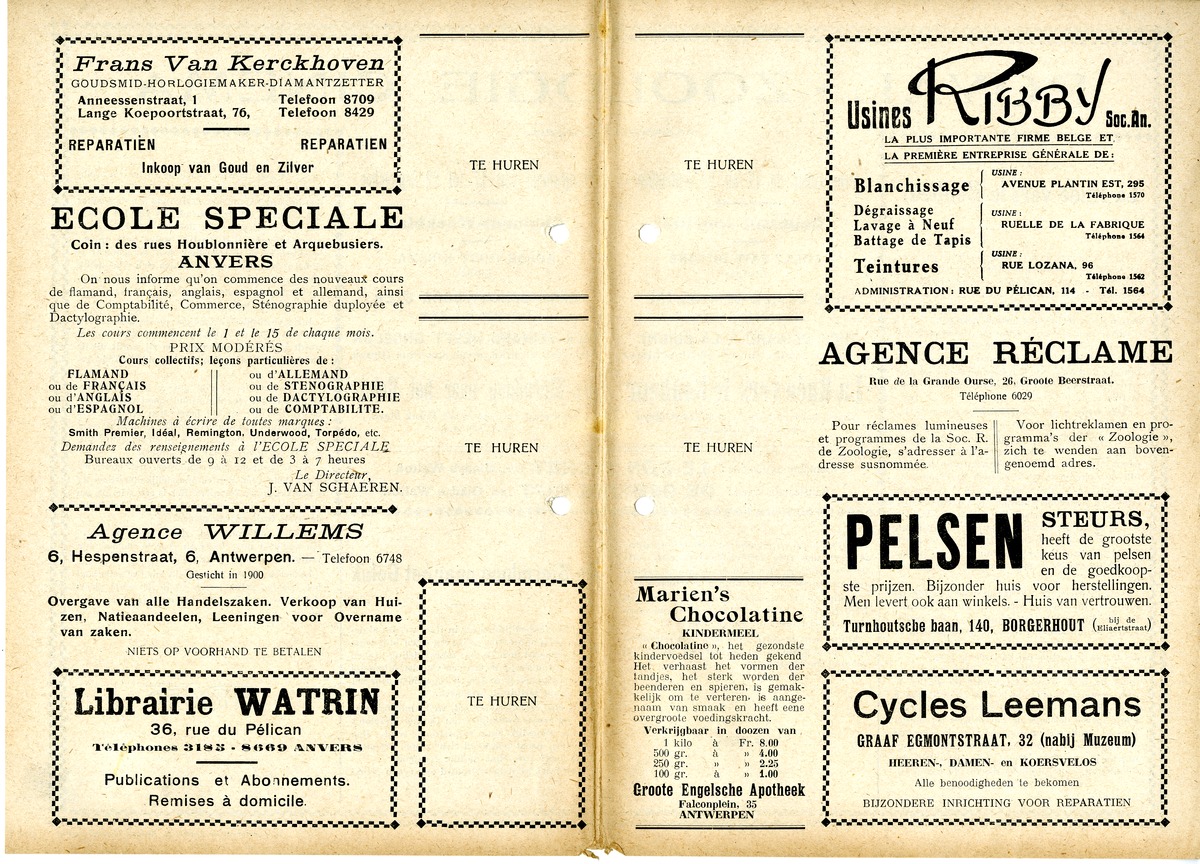 Frans Van Kerckhoven
GOUDSMID-HORLOGIEMAKER-DIAMANTZETTER
Anneessenstraat, 1 Telefoon 8709
Lange Koepoortstraat, 76, Telefoon 8429
REPARATIËN REPARATIEN
Inkoop van Goud en Zilver
ECOLE SPECIALE
Coin : des rues Houblonnière et Arquebusiers.
ANVERS
On nous informe qu'on commence des nouveaux cours
de flamand, français, anglais, espagnol et allemand, ainsi
que de Comptabilité, Commerce, Sténographie duployée et
Dactylographie.
Les cours commencent le 1 et le 15 de chaque mois.
PRIX MODÉRÉS
Cours collectifs; leçons particulières de :
FLAMAND
ou de FRANÇAIS
ou d'ANGLAIS
ou d'ESPAGNOL
ou d'ALLEMAND
ou de STENOGRAPHIE
ou de DACTYLOGRAPHIE
ou de COMPTABILITE.
Machines à écrire de toutes marques :
Smith Premier, Idéal, Remington, Underwood, Torpédo, etc.
Demandez des renseignements à l'ECOLE SPECIALE
Bureaux ouverts de 9 à 12 et de 3 à 7 heures
Le Directeur,
J. VAN SCHAEREN.
Agence WILLEMS
6, Hespenstraat, 6, Antwerpen. — Telefoon 6748
Gesticht in 1900
Overgave van alle Handelszaken. Verkoop van Hui-
zen, Natieaandeelen, Leeningen voor Overname
van zaken.
NIETS OP VOORHAND TE BETALEN
Librairie WATRIN
36, rue du Pélican
Téléphones 3185 - 8669 ANVERS
Publications et Abonnements.
Remises à domicile.
TE HUREN
TE HUREN
TE HUREN
TE HUREN
TE HUREN
Marien's
Chocolatine
KINDERMEEL
« Chocolatine », het gezondste
kindervoedsel tot heden gekend
Het verhaast het vormen der
tandjes, het sterk worden der
beenderen en spieren, is gemak-
kelijk om te verteren, is aange-
naam van smaak en heeft eene
overgroote voedingskracht.
Verkrijgbaar in doozen van
1 kilo à Fr. 8.00
500 gr. à » 4.00
250 gr. » » 2.25
100 gr. à » 1.00
Groote Engelsche Apotheek
Falconplein, 35
ANTWERPEN
Usines RIBBY Soc. An.
LA PLUS IMPORTANTE FIRME BELGE ET
LA PREMIÈRE ENTREPRISE GÉNÉRALE DE :
Blanchissage
USINE :
AVENUE PLANTIN EST, 295
Téléphone 1570
Dégraissage
Lavage à Neuf
Battage de Tapis
USINE :
RUELLE DE LA FABRIQUE
Téléphone 1564
Teintures
USINE :
RUE LOZANA, 96
Téléphone 1562
ADMINISTRATION : RUE DU PÉLICAN, 114 - Tél. 1564
AGENCE RÉCLAME
Rue de la Grande Ourse, 26, Groote Beerstraat.
Téléphone 6029
Pour réclames lumineuses
et programmes de la Soc. R.
de Zoologie, s'adresser à l'a-
dresse susnommée.
Voor lichtreklamen en pro-
gramma's der « Zoologie »,
zich te wenden aan boven-
genoemd adres.
PELSEN STEURS,
heeft de grootste
keus van pelsen
en de goedkoop-
ste prijzen. Bijzonder huis voor herstellingen.
Men levert ook aan winkels. - Huis van vertrouwen.
Turnhoutsche baan, 140, BORGERHOUT (bij de Eliaertstraat)
Cycles Leemans
GRAAF EGMONTSTRAAT, 32 (nabij Muzeum)
HEEREN-, DAMEN- en KOERSVELOS
Alle benoodigheden te bekomen
BIJZONDERE INRICHTING VOOR REPARATIEN